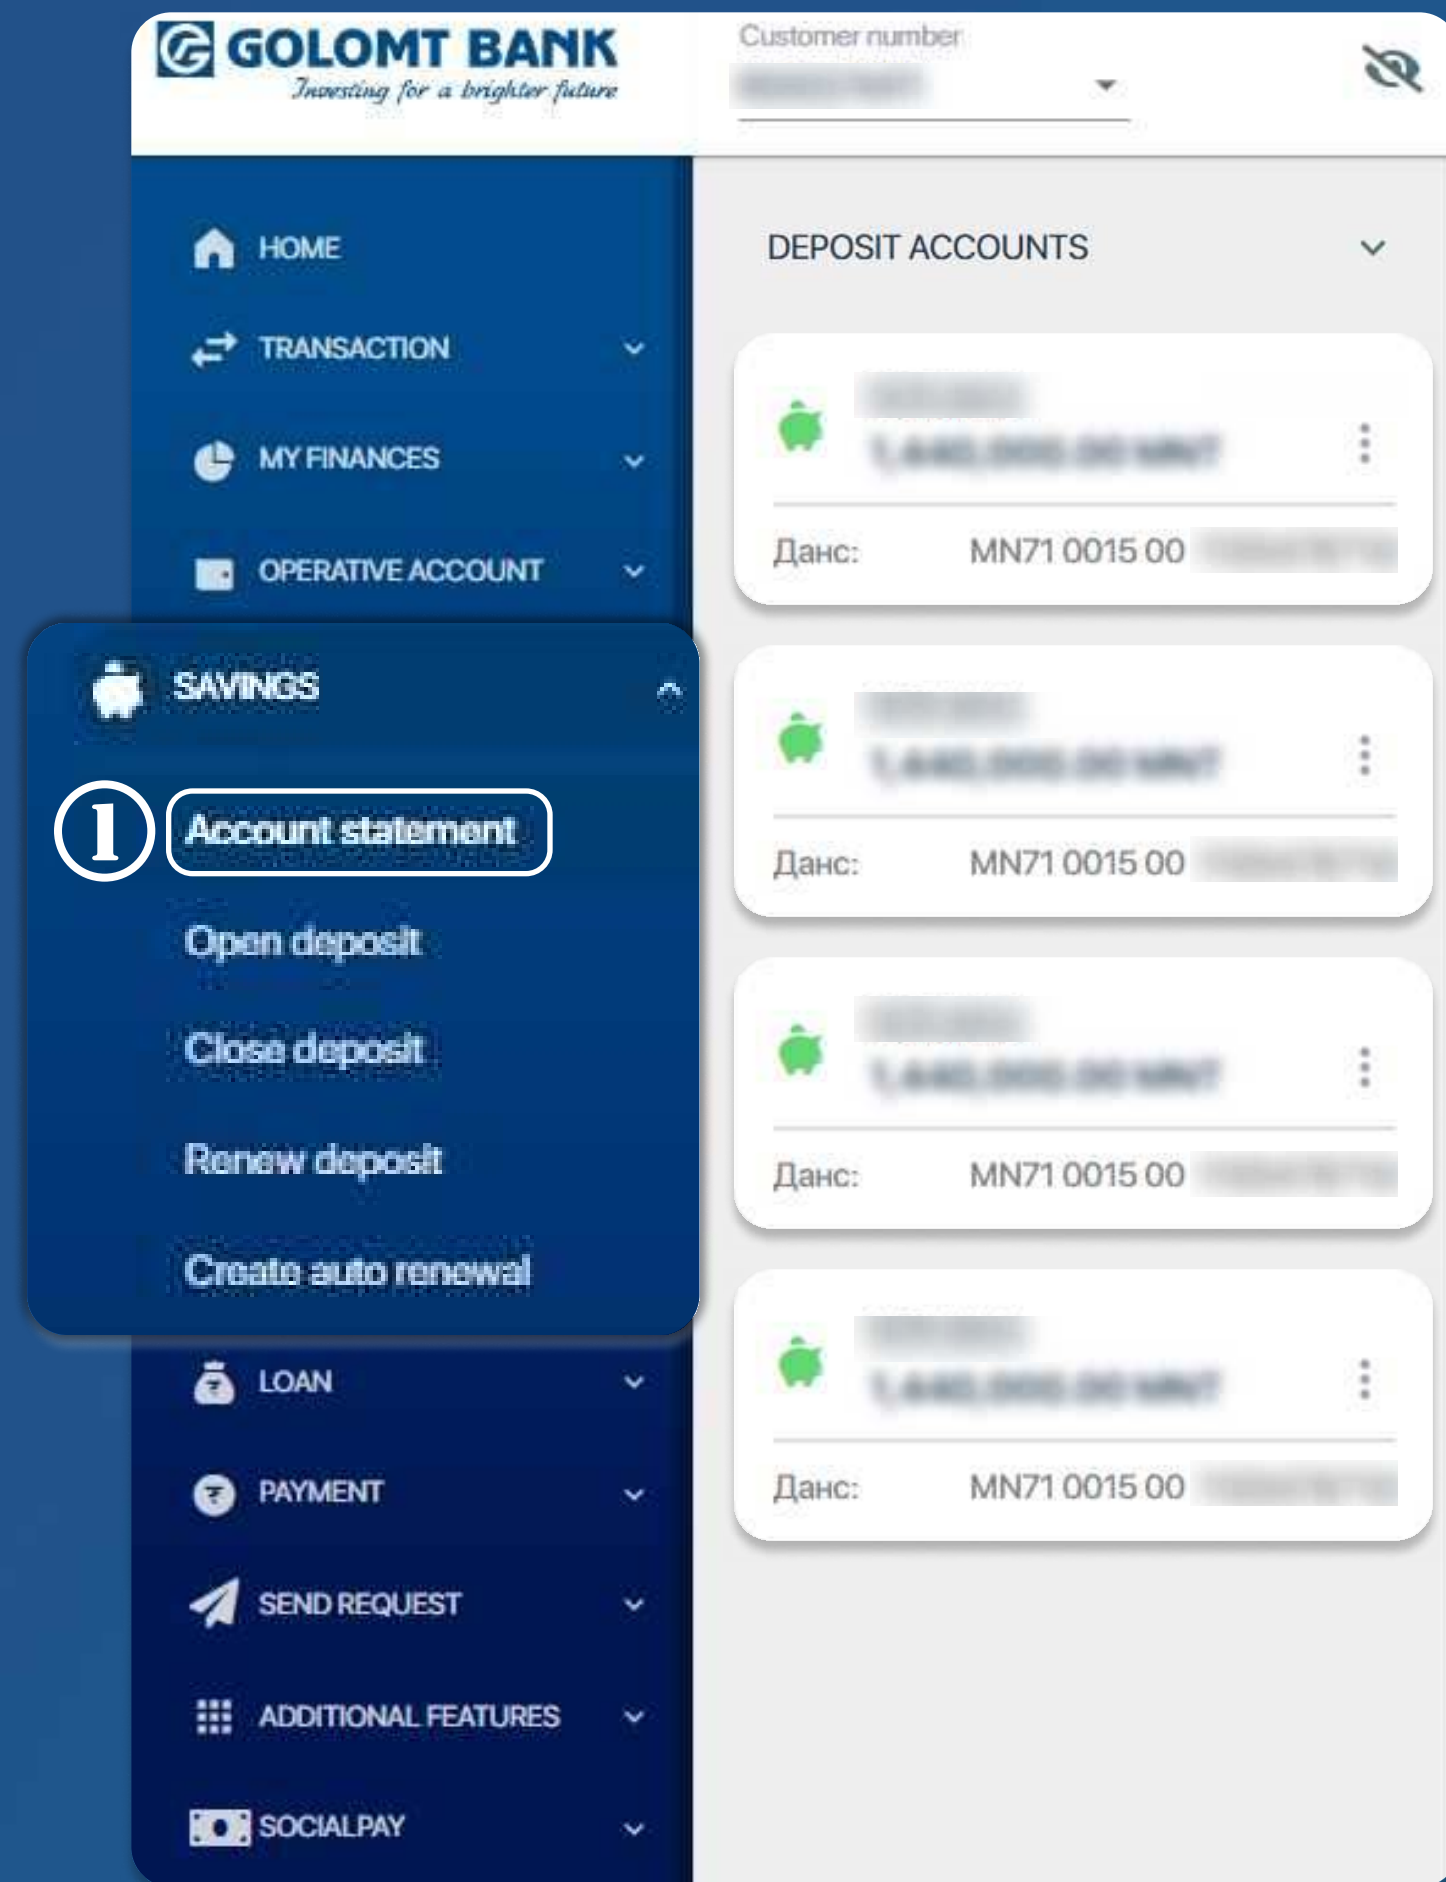 GOLOMT BANK
Investing for a brighter future
Customer number
HOME
TRANSACTION
MY FINANCES
OPERATIVE ACCOUNT
SAVINGS
1
Account statement
Open deposit
Close deposit
Renew deposit
Create auto renewal
LOAN
PAYMENT
SEND REQUEST
ADDITIONAL FEATURES
SOCIALPAY
DEPOSIT ACCOUNTS
Данс: MN71 0015 00
Данс: MN71 0015 00
Данс: MN71 0015 00
Данс: MN71 0015 00